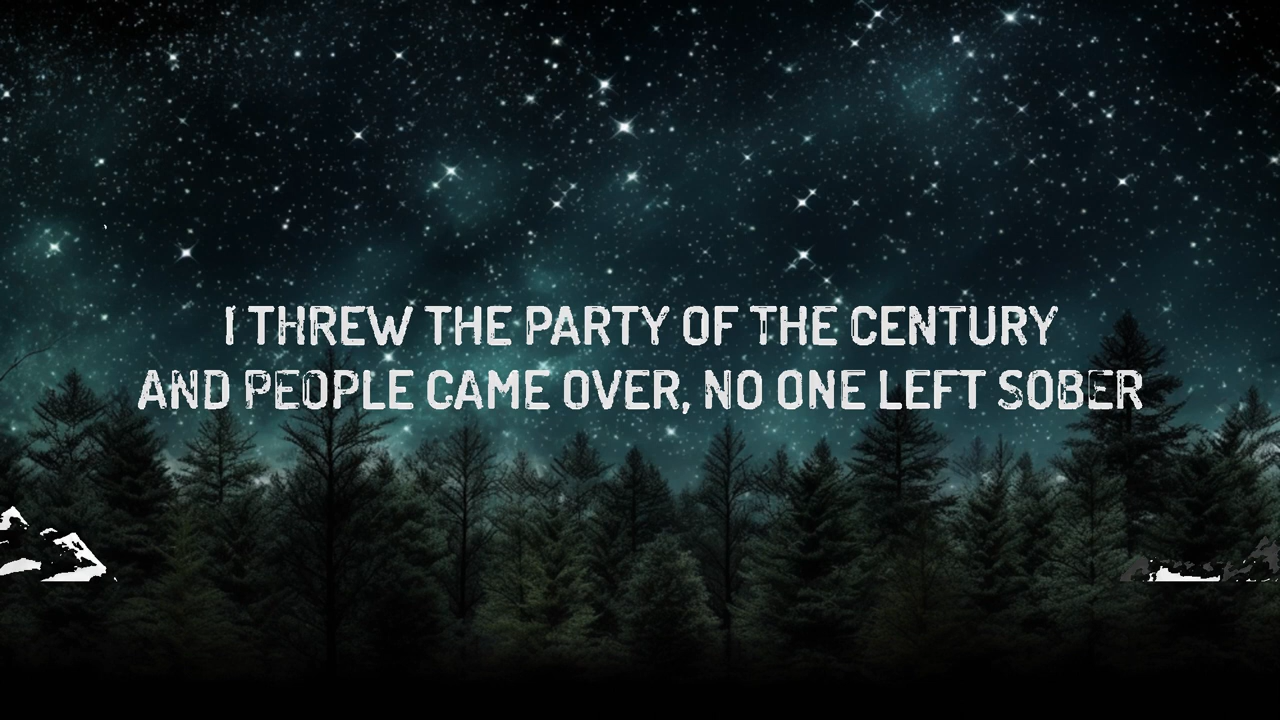 I THREW THE PARTY OF THE CENTURY
AND PEOPLE CAME OVER, NO ONE LEFT SOBER